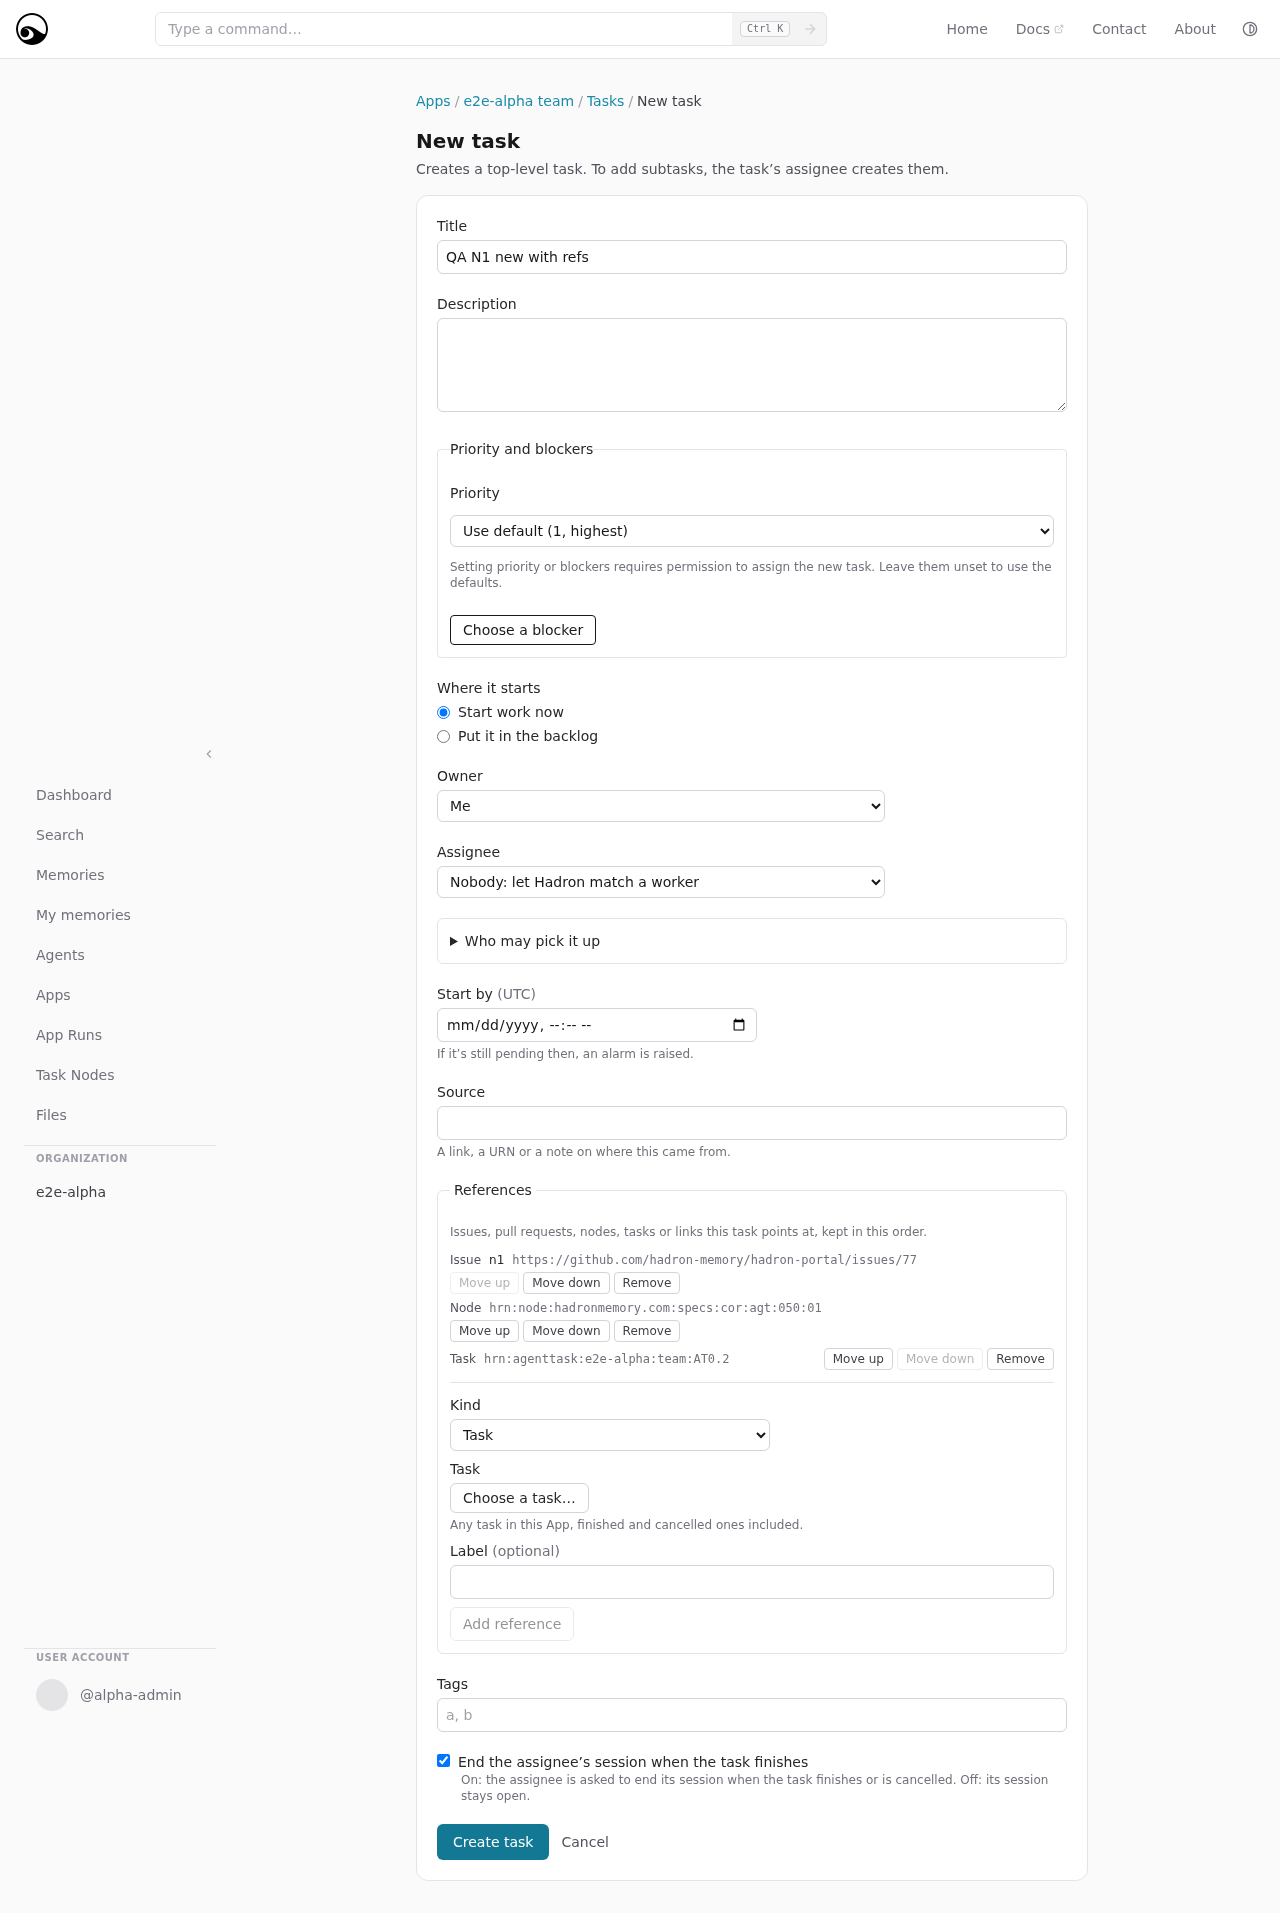 Type a command...
Ctrl K
Home
Docs
Contact
About
Apps / e2e-alpha team / Tasks / New task
New task
Creates a top-level task. To add subtasks, the task’s assignee creates them.
Title
QA N1 new with refs
Description
Priority and blockers
Priority
Use default (1, highest)
Setting priority or blockers requires permission to assign the new task. Leave them unset to use the
defaults.
Choose a blocker
Where it starts
Start work now
Put it in the backlog
Owner
Me
Assignee
Nobody: let Hadron match a worker
Who may pick it up
Start by (UTC)
mm/dd/yyyy, --:-- --
If it’s still pending then, an alarm is raised.
Source
A link, a URN or a note on where this came from.
References
Issues, pull requests, nodes, tasks or links this task points at, kept in this order.
Issue n1 https://github.com/hadron-memory/hadron-portal/issues/77
Move up Move down Remove
Node hrn:node:hadronmemory.com:specs:cor:agt:050:01
Move up Move down Remove
Task hrn:agenttask:e2e-alpha:team:AT0.2 Move up Move down Remove
Kind
Task
Task
Choose a task…
Any task in this App, finished and cancelled ones included.
Label (optional)
Add reference
Tags
a, b
End the assignee’s session when the task finishes
On: the assignee is asked to end its session when the task finishes or is cancelled. Off: its session
stays open.
Create task
Cancel
Dashboard
Search
Memories
My memories
Agents
Apps
App Runs
Task Nodes
Files
ORGANIZATION
e2e-alpha
USER ACCOUNT
@alpha-admin